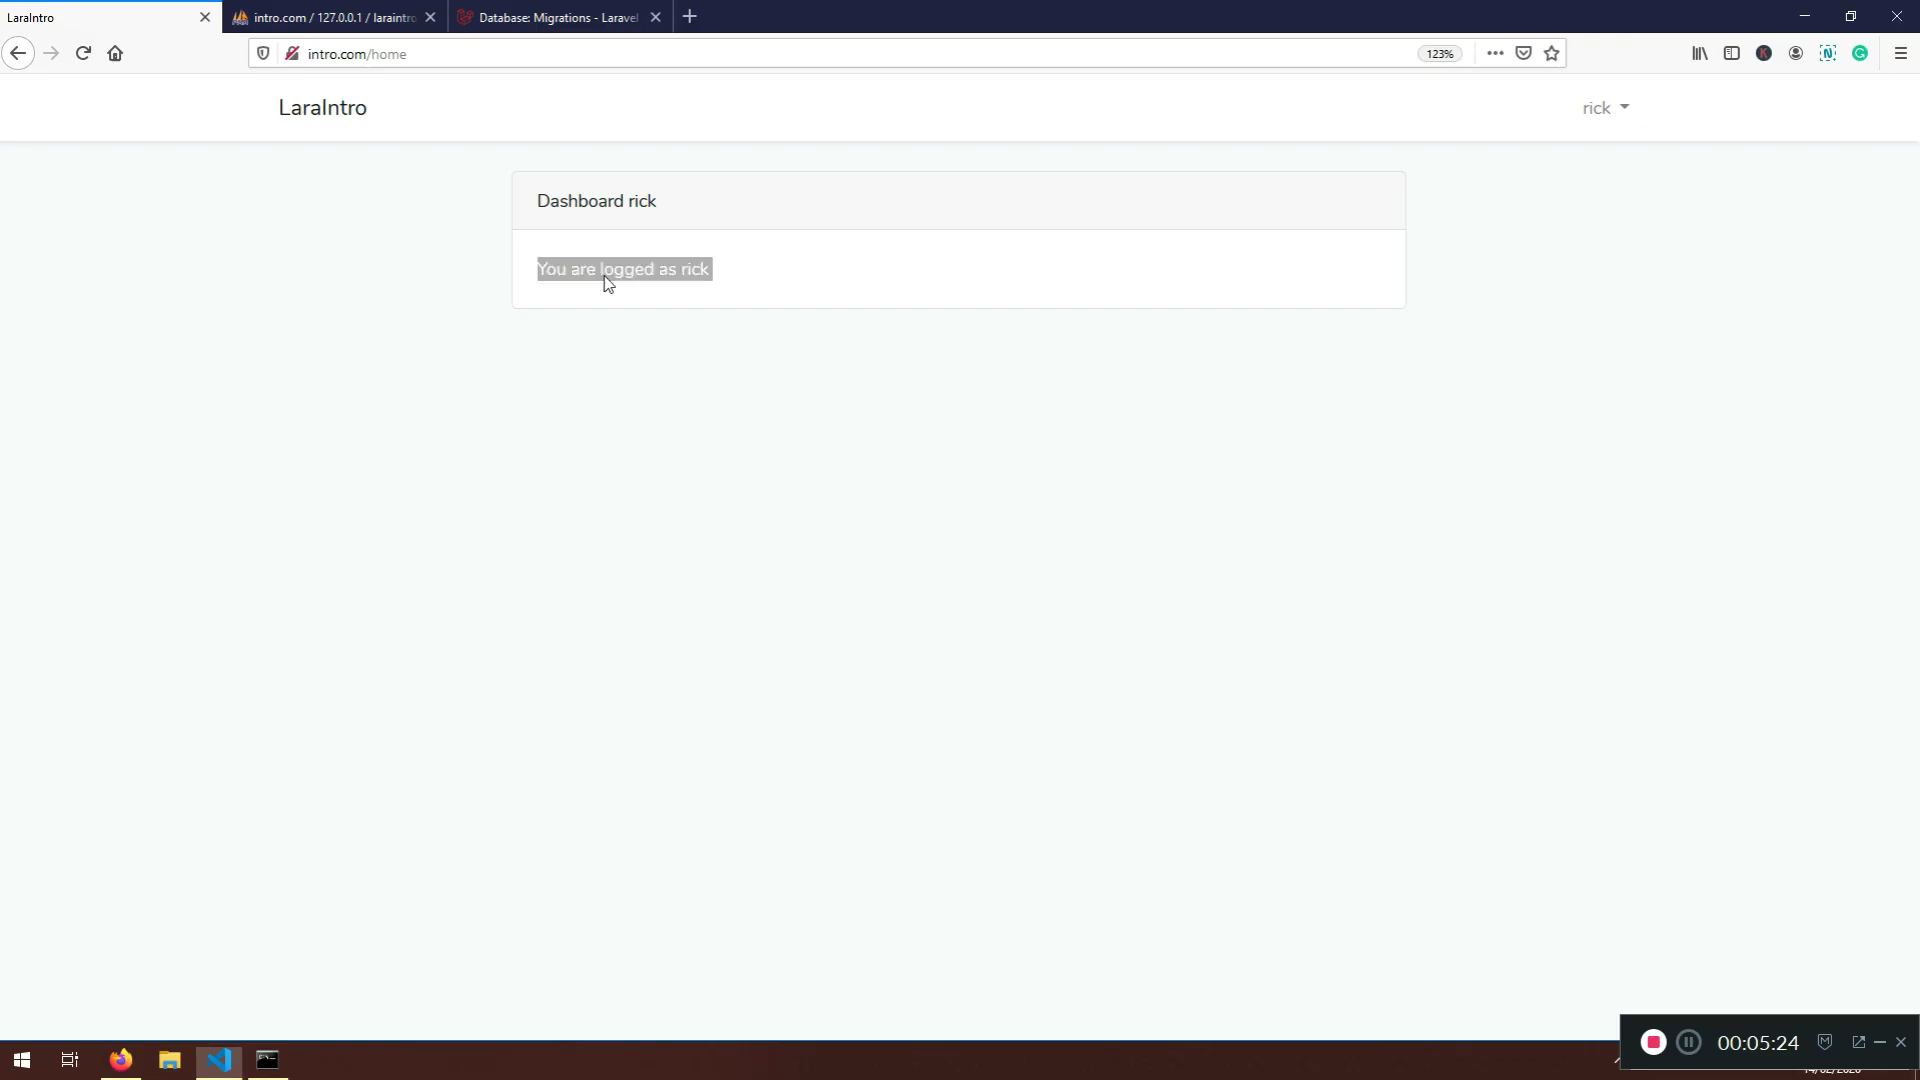 LaraIntro
intro.com / 127.0.0.1 / laraintro
Database: Migrations - Laravel
intro.com/home
123%
LaraIntro
rick
Dashboard rick
You are logged as rick
00:05:24